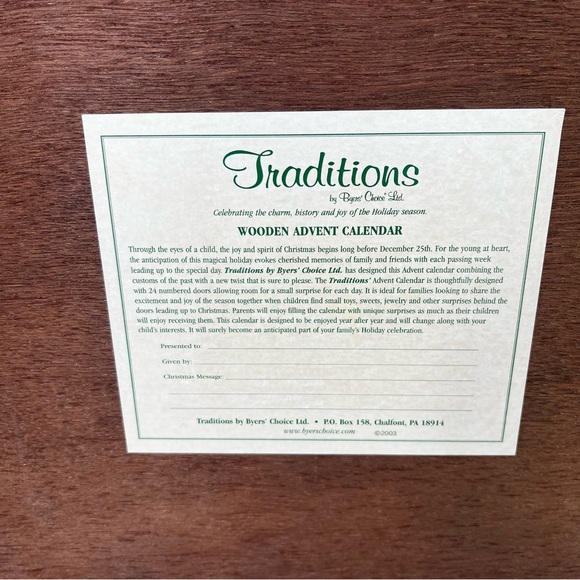 Traditions
by Byers' Choice® Ltd.
Celebrating the charm, history and joy of the Holiday season.
WOODEN ADVENT CALENDAR
Through the eyes of a child, the joy and spirit of Christmas begins long before December 25th. For the young at heart,
the anticipation of this magical holiday evokes cherished memories of family and friends with each passing week
leading up to the special day. Traditions by Byers' Choice Ltd. has designed this Advent calendar combining the
customs of the past with a new twist that is sure to please. The Traditions' Advent Calendar is thoughtfully designed
with 24 numbered doors allowing room for a small surprise for each day. It is ideal for families looking to share the
excitement and joy of the season together when children find small toys, sweets, jewelry and other surprises behind the
doors leading up to Christmas. Parents will enjoy filling the calendar with unique surprises as much as their children
will enjoy receiving them. This calendar is designed to be enjoyed year after year and will change along with your
child's interests. It will surely become an anticipated part of your family's Holiday celebration.
Presented to:
Given by:
Christmas Message:
Traditions by Byers' Choice Ltd. • P.O. Box 158, Chalfont, PA 18914
www.byerschoice.com ©2003